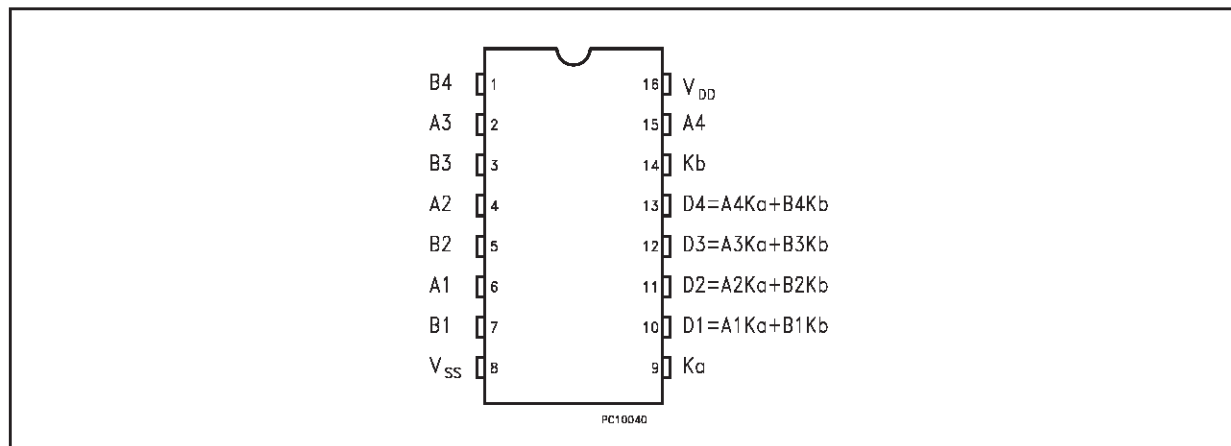 B4 1 16 V_DD
A3 2 15 A4
B3 3 14 Kb
A2 4 13 D4=A4Ka+B4Kb
B2 5 12 D3=A3Ka+B3Kb
A1 6 11 D2=A2Ka+B2Kb
B1 7 10 D1=A1Ka+B1Kb
V_SS 8 9 Ka
PC10040